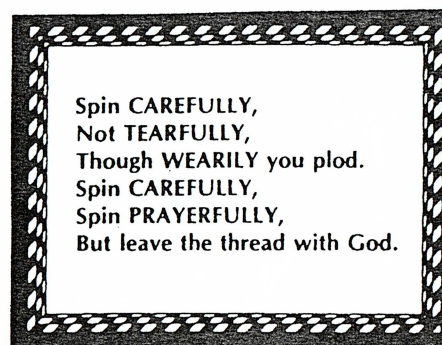 Spin CAREFULLY,
Not TEARFULLY,
Though WEARILY you plod.
Spin CAREFULLY,
Spin PRAYERFULLY,
But leave the thread with God.